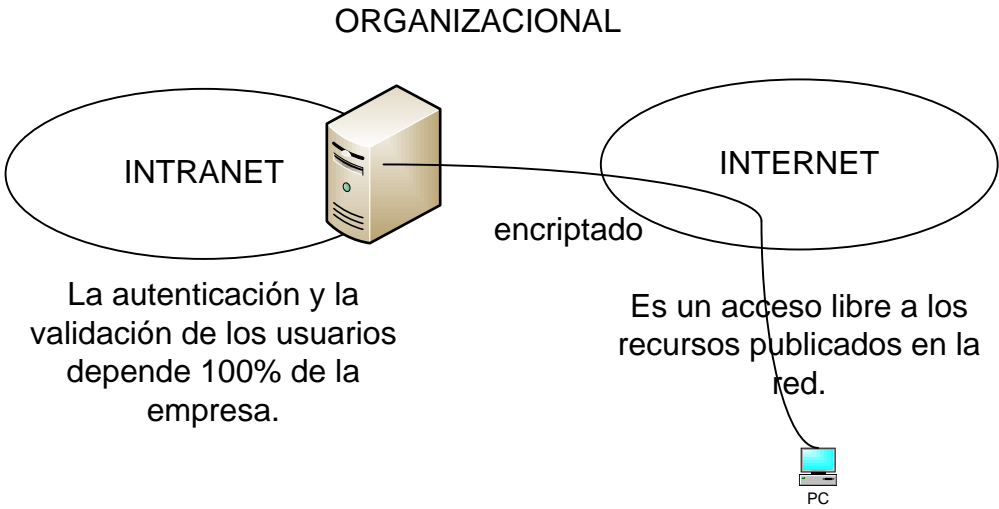 ORGANIZACIONAL
INTRANET
INTERNET
encriptado
La autenticación y la
validación de los usuarios
depende 100% de la
empresa.
Es un acceso libre a los
recursos publicados en la
red.
PC